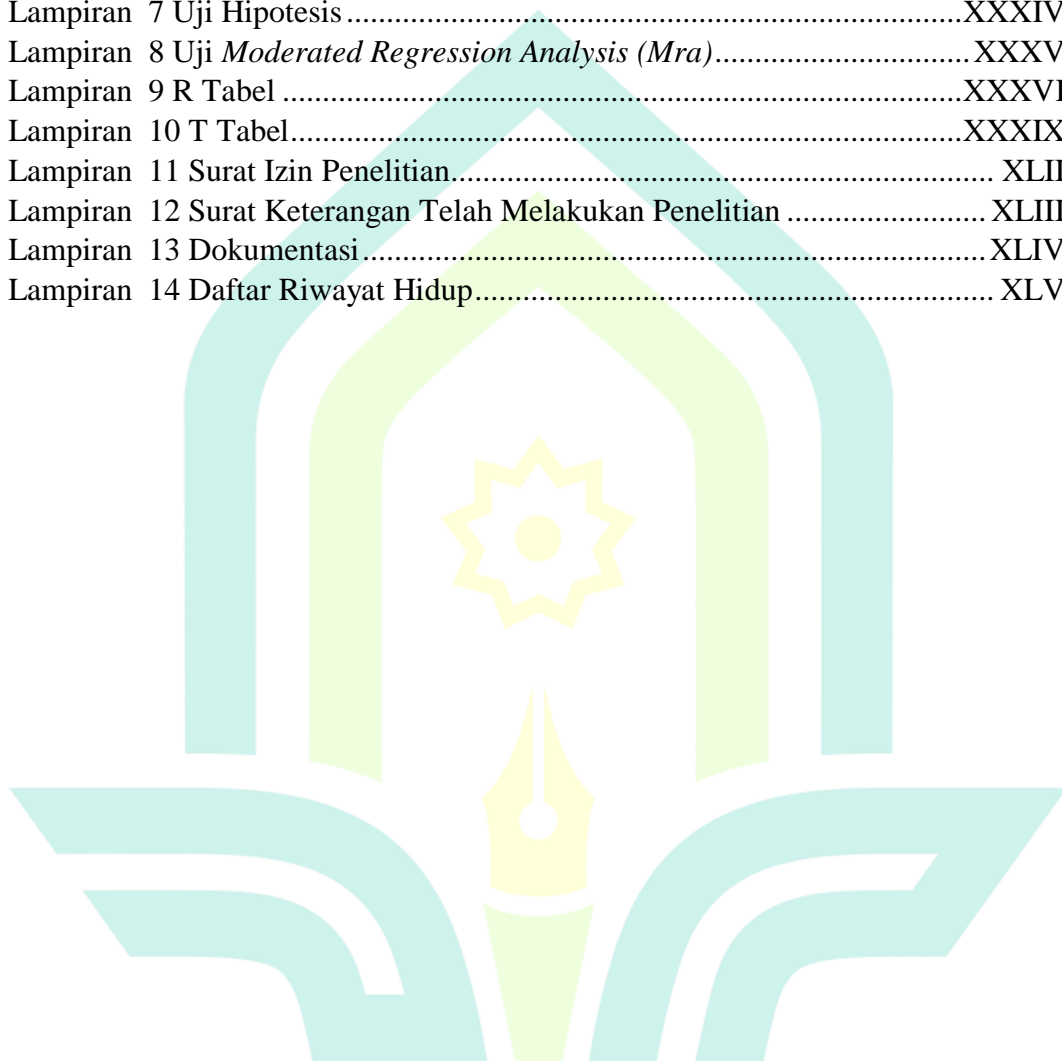 Lampiran 7 Uji Hipotesis ............................................................................XXXIV
Lampiran 8 Uji Moderated Regression Analysis (Mra)................................XXXV
Lampiran 9 R Tabel .....................................................................................XXXVI
Lampiran 10 T Tabel....................................................................................XXXIX
Lampiran 11 Surat Izin Penelitian.................................................................... XLII
Lampiran 12 Surat Keterangan Telah Melakukan Penelitian ......................... XLIII
Lampiran 13 Dokumentasi..............................................................................XLIV
Lampiran 14 Daftar Riwayat Hidup................................................................. XLV